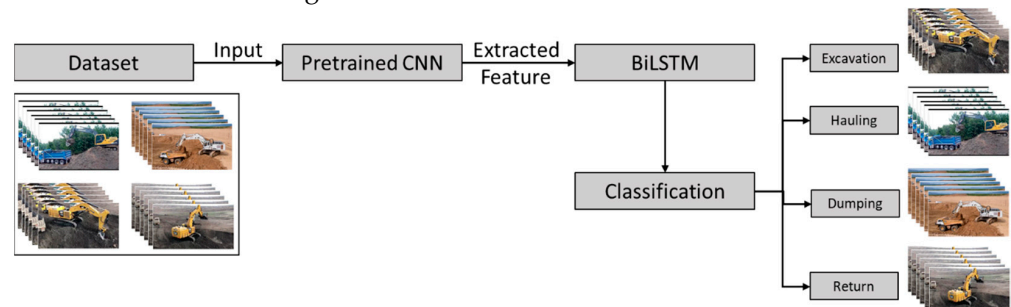 Dataset
Input
Pretrained CNN
Extracted
Feature
BiLSTM
Classification
Excavation
Hauling
Dumping
Return